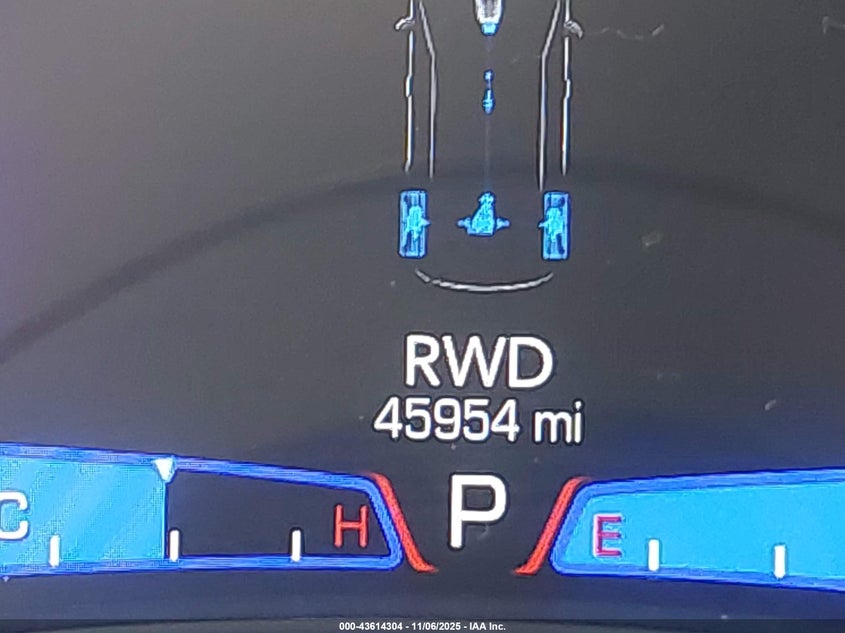 RWD
45954 mi
C H P E
000-43614304 - 11/06/2025 - IAA Inc.